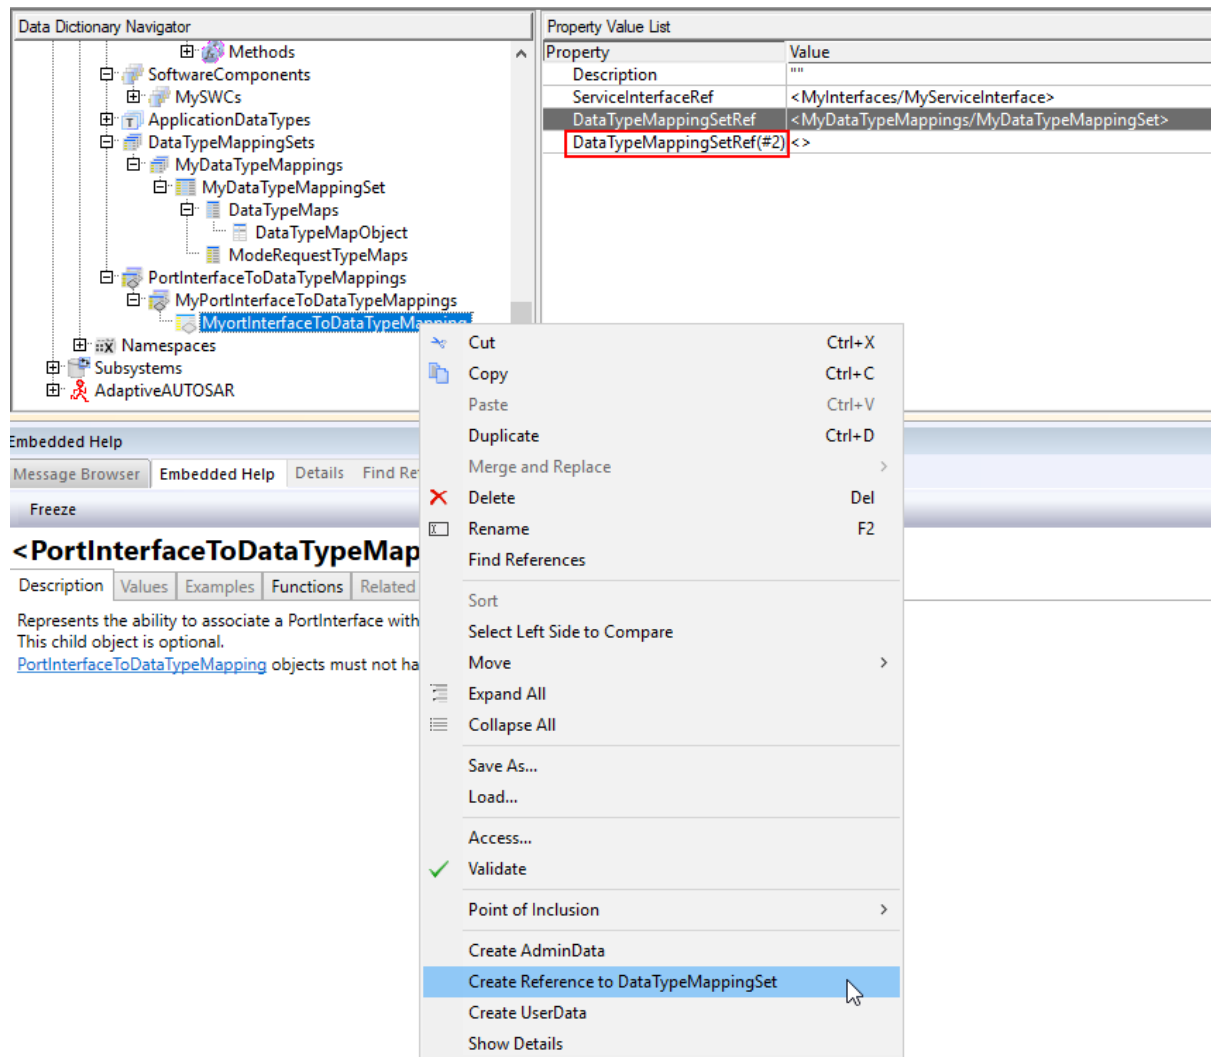 Data Dictionary Navigator
Methods
SoftwareComponents
MySWCs
ApplicationDataTypes
DataTypeMappingSets
MyDataTypeMappings
MyDataTypeMappingSet
DataTypeMaps
DataTypeMapObject
ModeRequestTypeMaps
PortInterfaceToDataTypeMappings
MyPortInterfaceToDataTypeMappings
MyortInterfaceToDataTypeMapping
Namespaces
Subsystems
AdaptiveAUTOSAR
Property Value List
Property Value
Description ""
ServiceInterfaceRef <MyInterfaces/MyServiceInterface>
DataTypeMappingSetRef <MyDataTypeMappings/MyDataTypeMappingSet>
DataTypeMappingSetRef(#2) <>
Cut Ctrl+X
Copy Ctrl+C
Paste Ctrl+V
Duplicate Ctrl+D
Merge and Replace
Delete Del
Rename F2
Find References
Sort
Select Left Side to Compare
Move
Expand All
Collapse All
Save As...
Load...
Access...
Validate
Point of Inclusion
Create AdminData
Create Reference to DataTypeMappingSet
Create UserData
Show Details
Embedded Help
Message Browser Embedded Help Details Find Re
Freeze
<PortInterfaceToDataTypeMap
Description Values Examples Functions Related
Represents the ability to associate a PortInterface with
This child object is optional.
PortInterfaceToDataTypeMapping objects must not ha